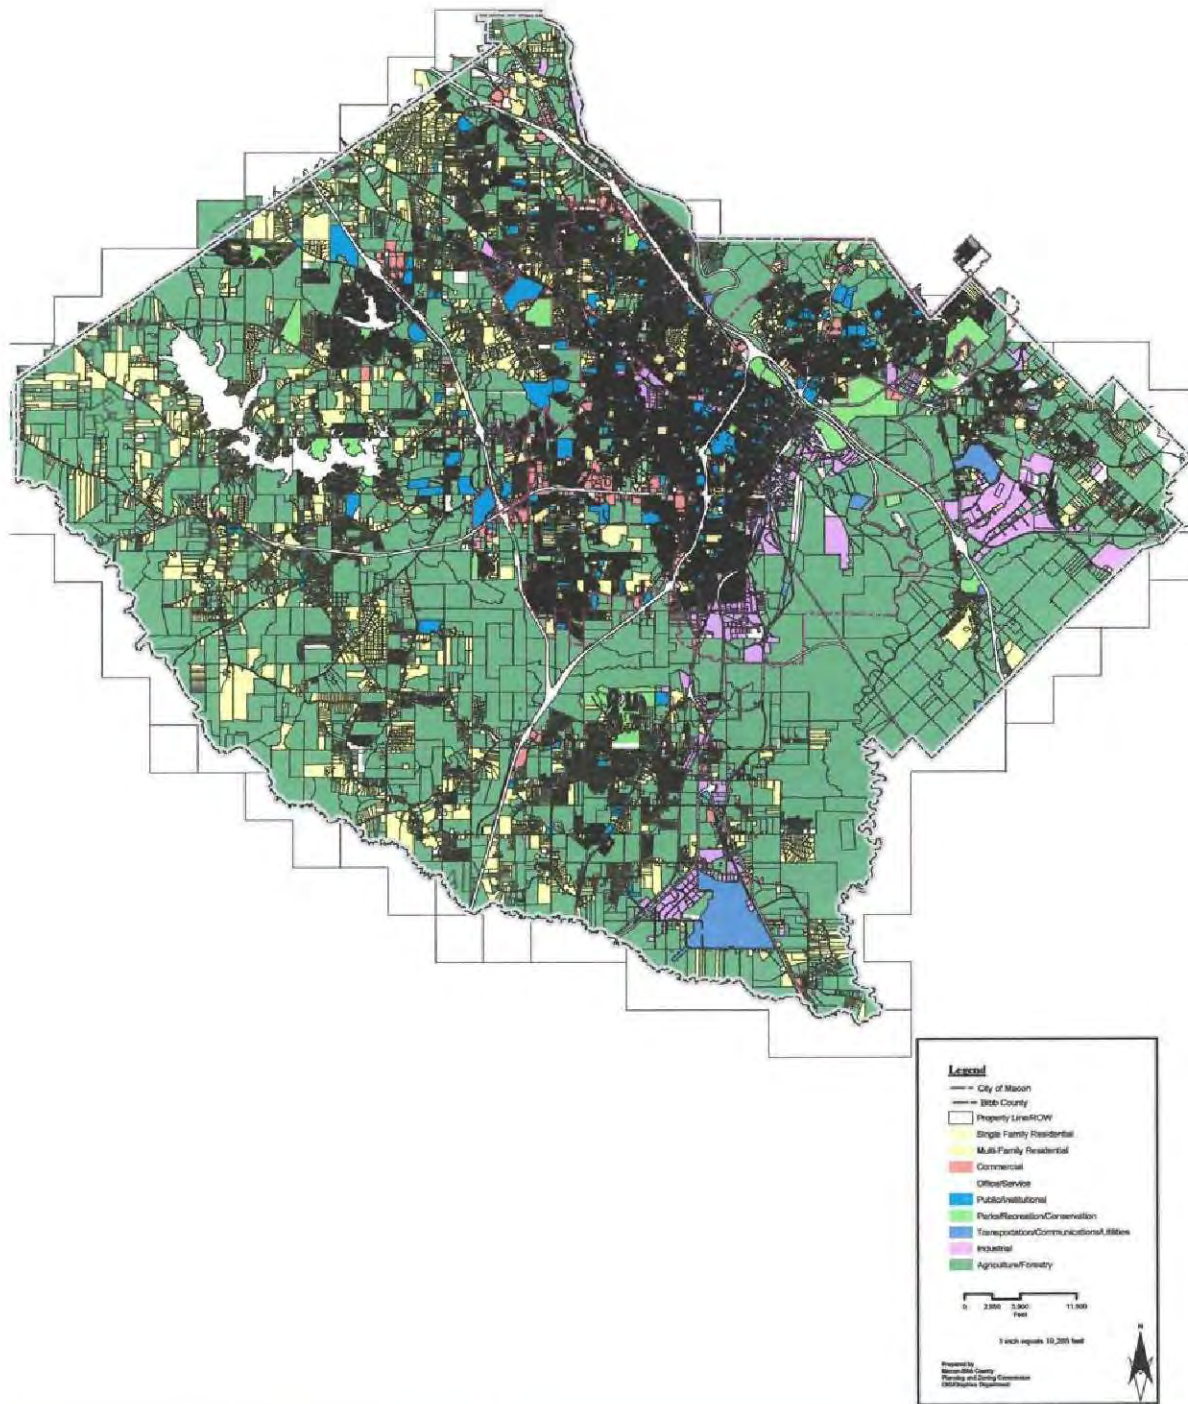 Legend
City of Macon
Bibb County
Property Line/ROW
Single Family Residential
Multi-Family Residential
Commercial
Office/Service
Public/Institutional
Parks/Recreation/Conservation
Transportation/Communications/Utilities
Industrial
Agriculture/Forestry
0
Feet
N
Prepared by
Macon-Bibb County
Planning and Zoning Commission